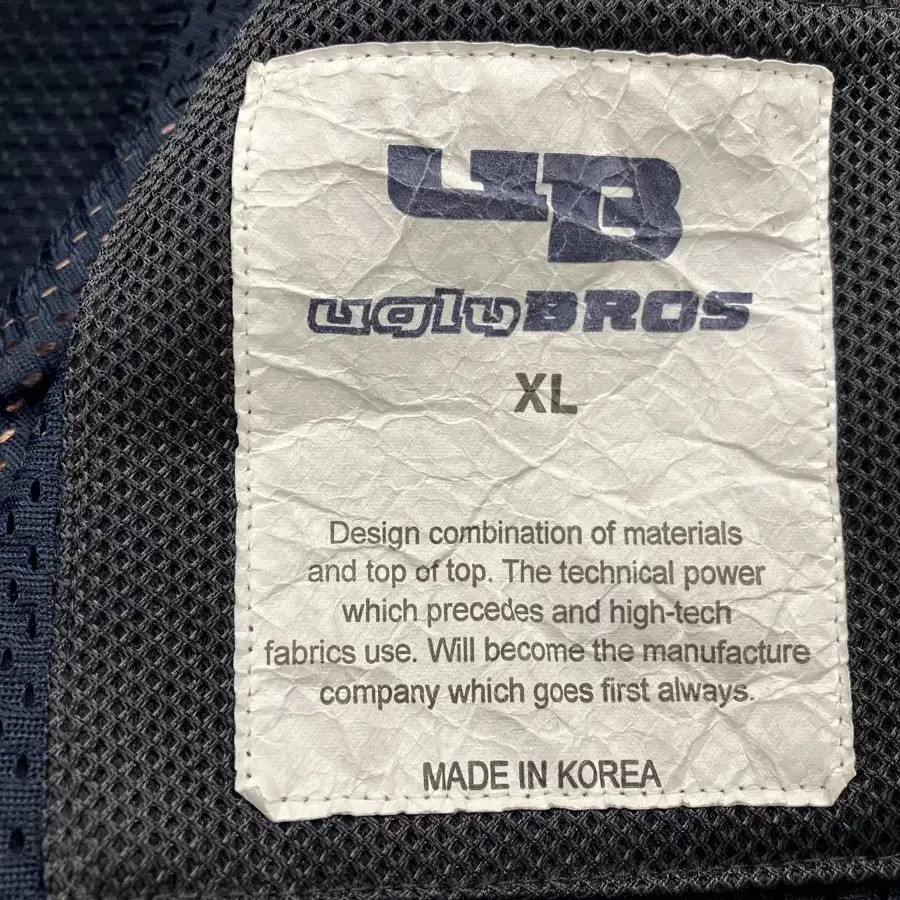 UB
uglyBROS
XL
Design combination of materials
and top of top. The technical power
which precedes and high-tech
fabrics use. Will become the manufacture
company which goes first always.
MADE IN KOREA